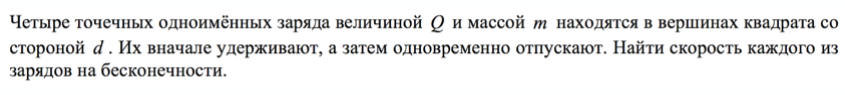 Четыре точечных одноимённых заряда величиной Q и массой m находятся в вершинах квадрата со
стороной d . Их вначале удерживают, а затем одновременно отпускают. Найти скорость каждого из
зарядов на бесконечности.